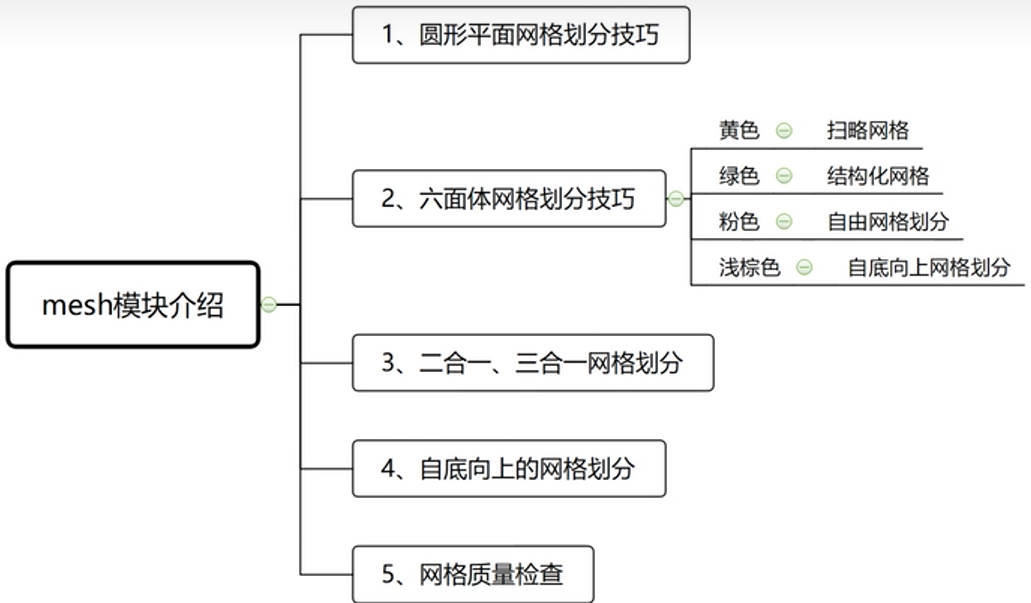 mesh模块介绍
1、圆形平面网格划分技巧
2、六面体网格划分技巧
黄色 扫略网格
绿色 结构化网格
粉色 自由网格划分
浅棕色 自底向上网格划分
3、二合一、三合一网格划分
4、自底向上的网格划分
5、网格质量检查